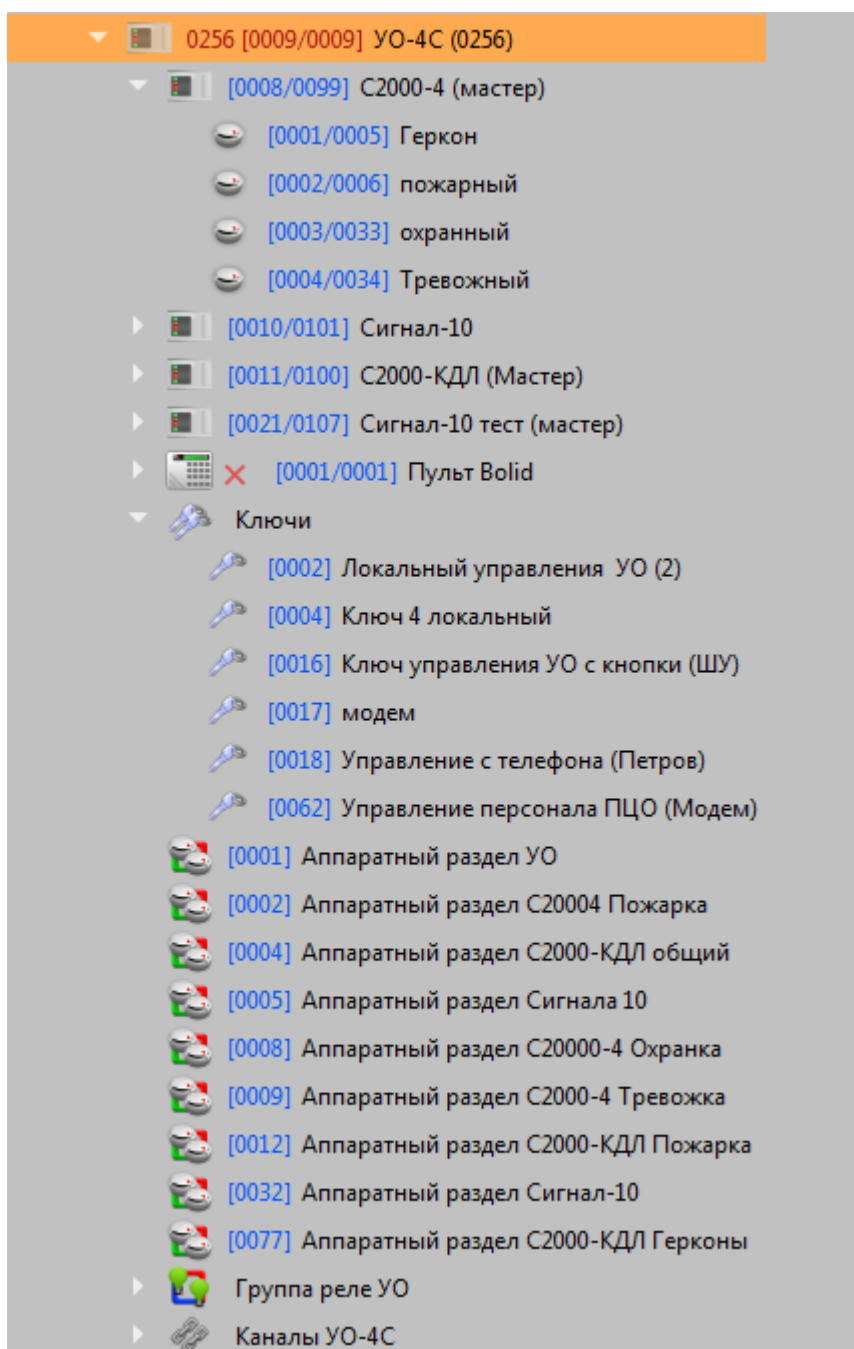 0256 [0009/0009] УО-4С (0256)
[0008/0099] С2000-4 (мастер)
[0001/0005] Геркон
[0002/0006] пожарный
[0003/0033] охранный
[0004/0034] Тревожный
[0010/0101] Сигнал-10
[0011/0100] С2000-КДЛ (Мастер)
[0021/0107] Сигнал-10 тест (мастер)
[0001/0001] Пульт Bolid
Ключи
[0002] Локальный управления УО (2)
[0004] Ключ 4 локальный
[0016] Ключ управления УО с кнопки (ШУ)
[0017] модем
[0018] Управление с телефона (Петров)
[0062] Управление персонала ПЦО (Модем)
[0001] Аппаратный раздел УО
[0002] Аппаратный раздел С20004 Пожарка
[0004] Аппаратный раздел С2000-КДЛ общий
[0005] Аппаратный раздел Сигнала 10
[0008] Аппаратный раздел С20000-4 Охранка
[0009] Аппаратный раздел С2000-4 Тревожка
[0012] Аппаратный раздел С2000-КДЛ Пожарка
[0032] Аппаратный раздел Сигнал-10
[0077] Аппаратный раздел С2000-КДЛ Герконы
Группа реле УО
Каналы УО-4С